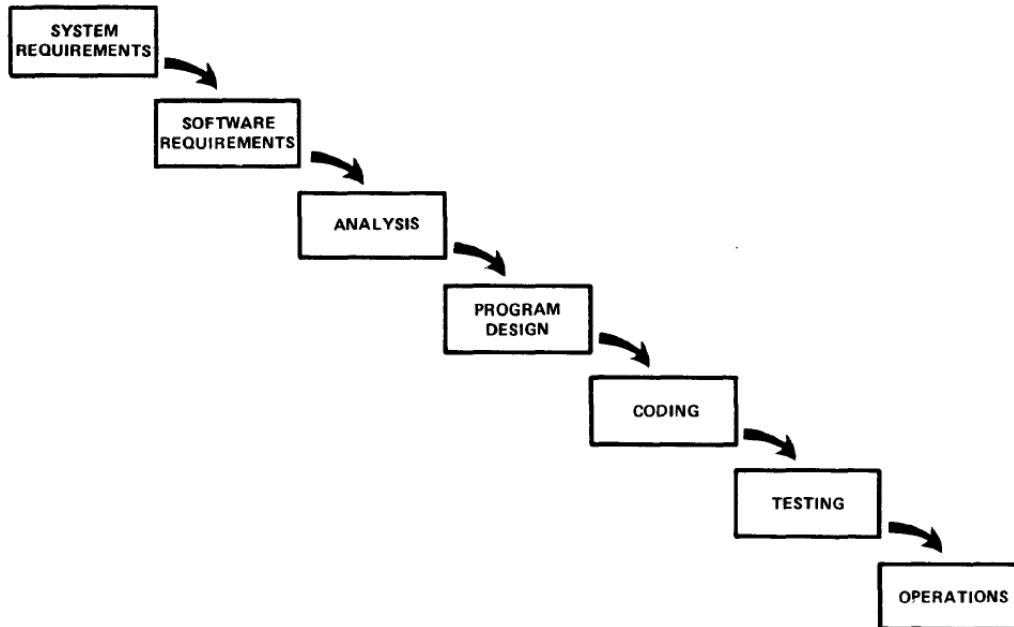 SYSTEM
REQUIREMENTS
SOFTWARE
REQUIREMENTS
ANALYSIS
PROGRAM
DESIGN
CODING
TESTING
OPERATIONS